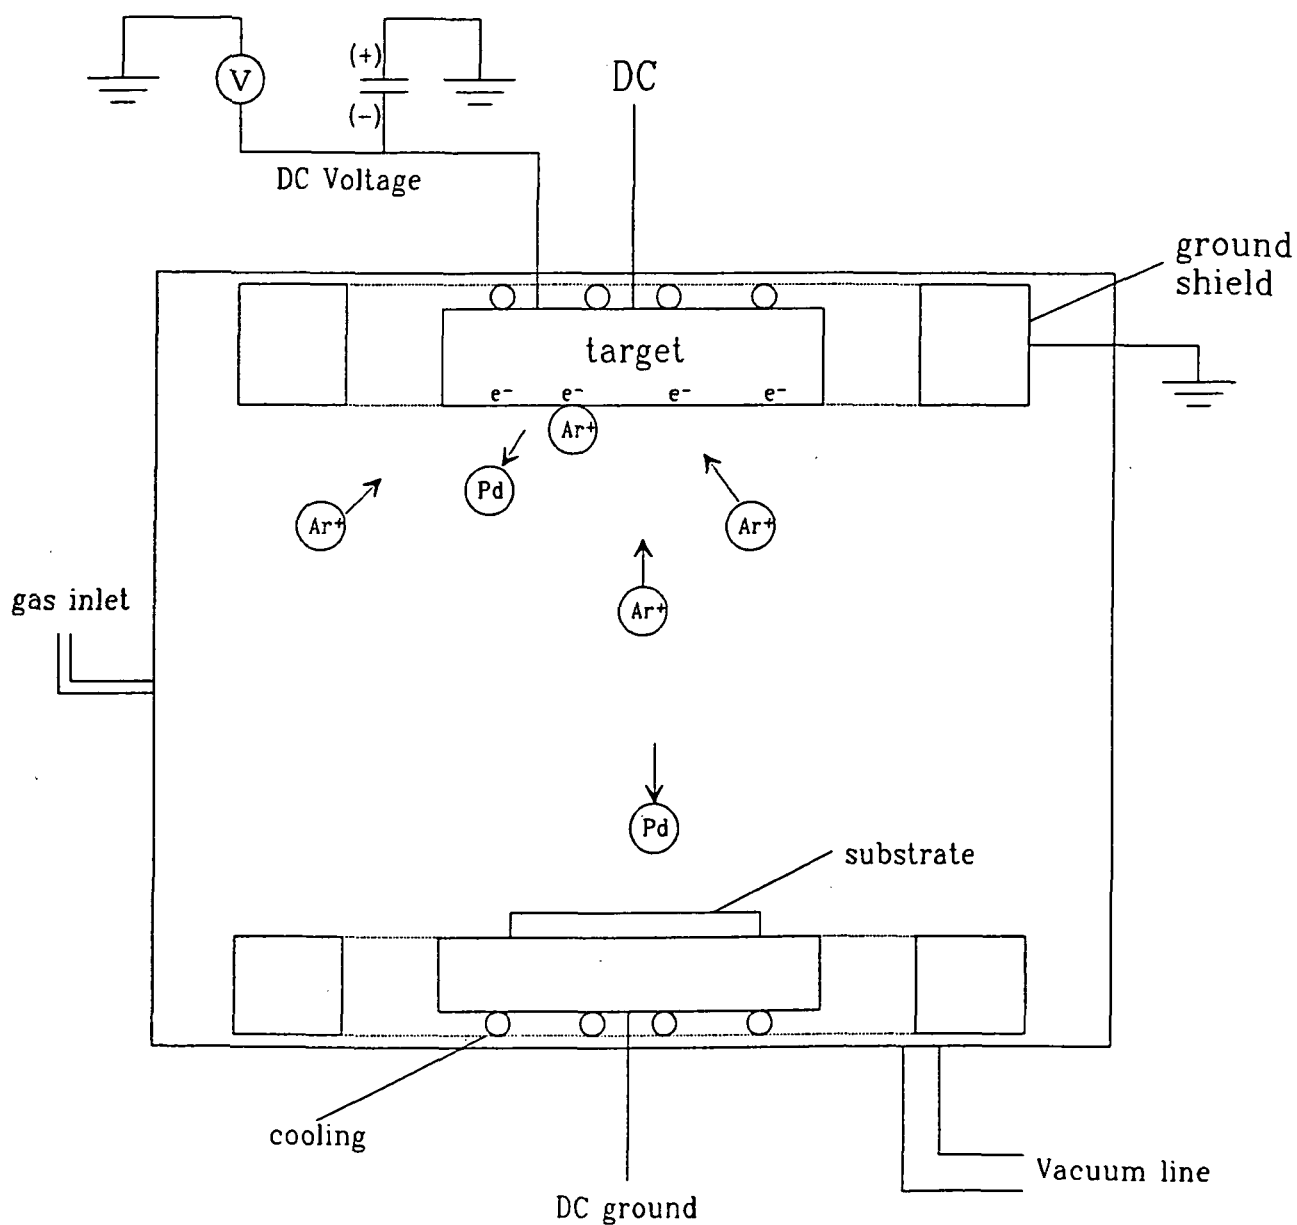 (+)
V
DC
(−)
DC Voltage
ground
shield
target
e⁻ e⁻ e⁻ e⁻
Ar⁺
Pd
Ar⁺
Ar⁺
gas inlet
Ar⁺
Pd
substrate
cooling
Vacuum line
DC ground